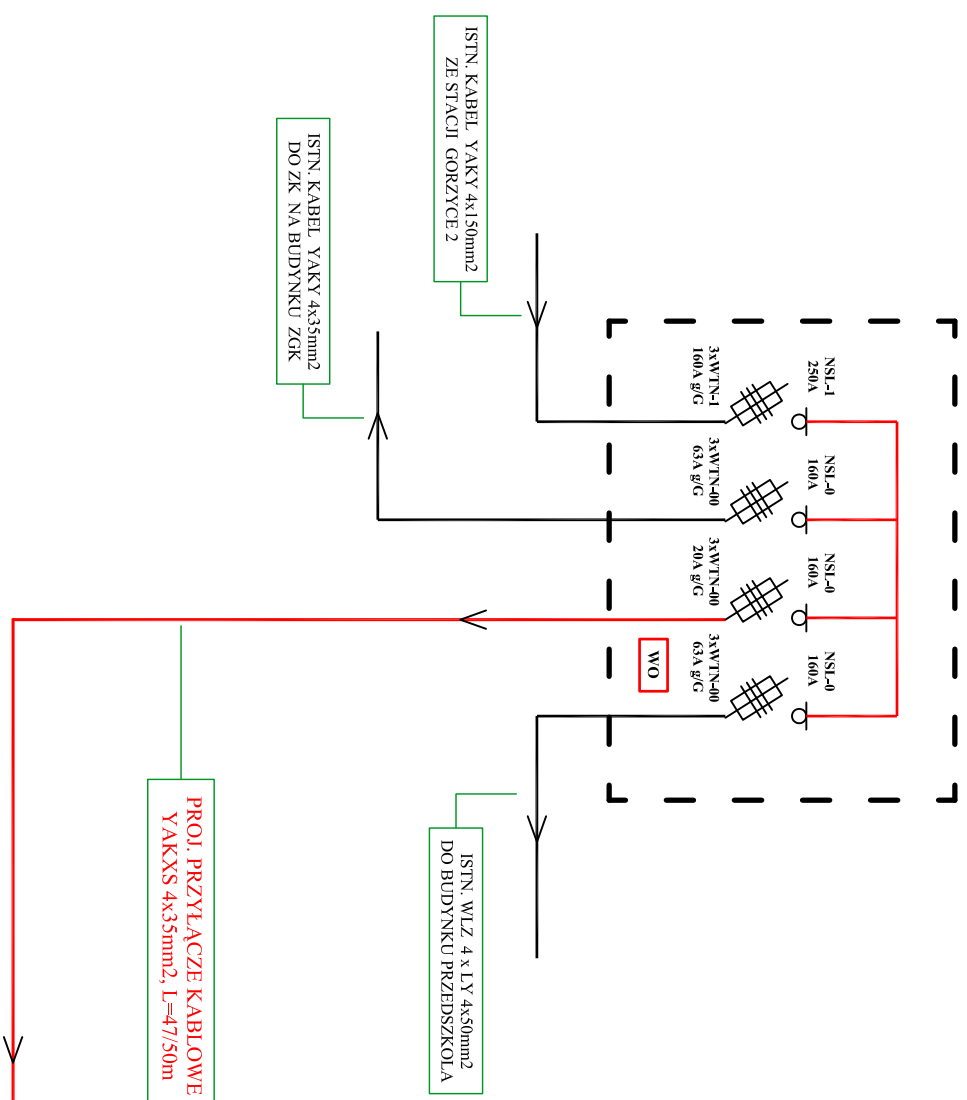 ISTN. KABEL YAKY 4x150mm2
ZE STACJI GORZYCE 2
ISTN. KABEL YAKY 4x35mm2
DO ZK NA BUDYNKU ZGK
NSL-1
250A
3xWTN-1
160A g/G
NSL-0
160A
3xWTN-00
63A g/G
NSL-0
160A
3xWTN-00
20A g/G
NSL-0
160A
3xWTN-00
63A g/G
WO
ISTN. WLZ 4 x LY 4x50mm2
DO BUDYNKU PRZEDSZKOLA
PROJ. PRZYŁĄCZE KABLOWE
YAKXS 4x35mm2, L=47/50m